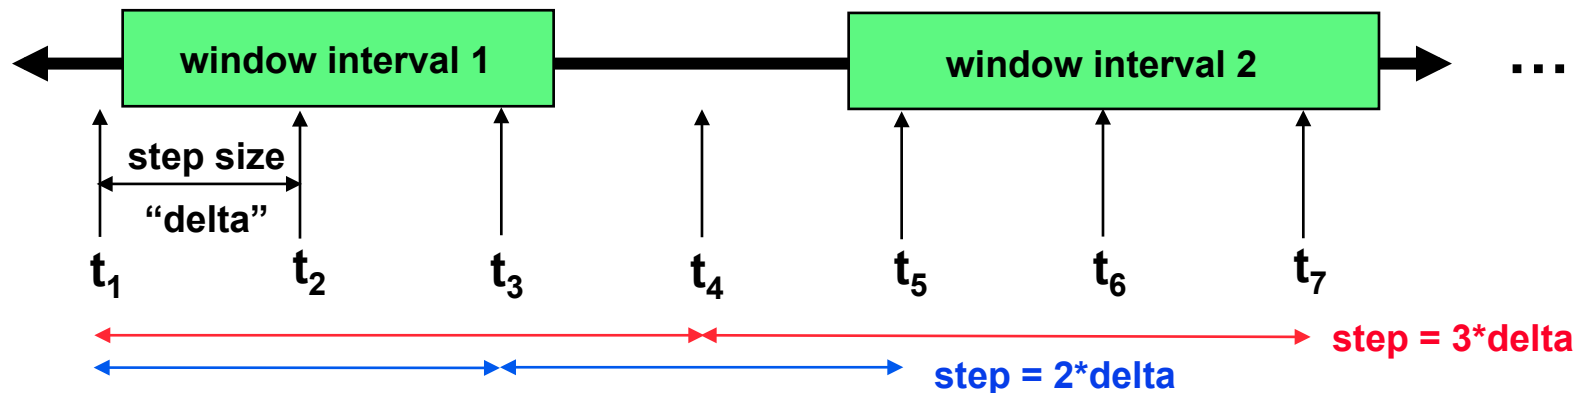 window interval 1
window interval 2
...
step size
“delta”
t1
t2
t3
t4
t5
t6
t7
step = 3*delta
step = 2*delta